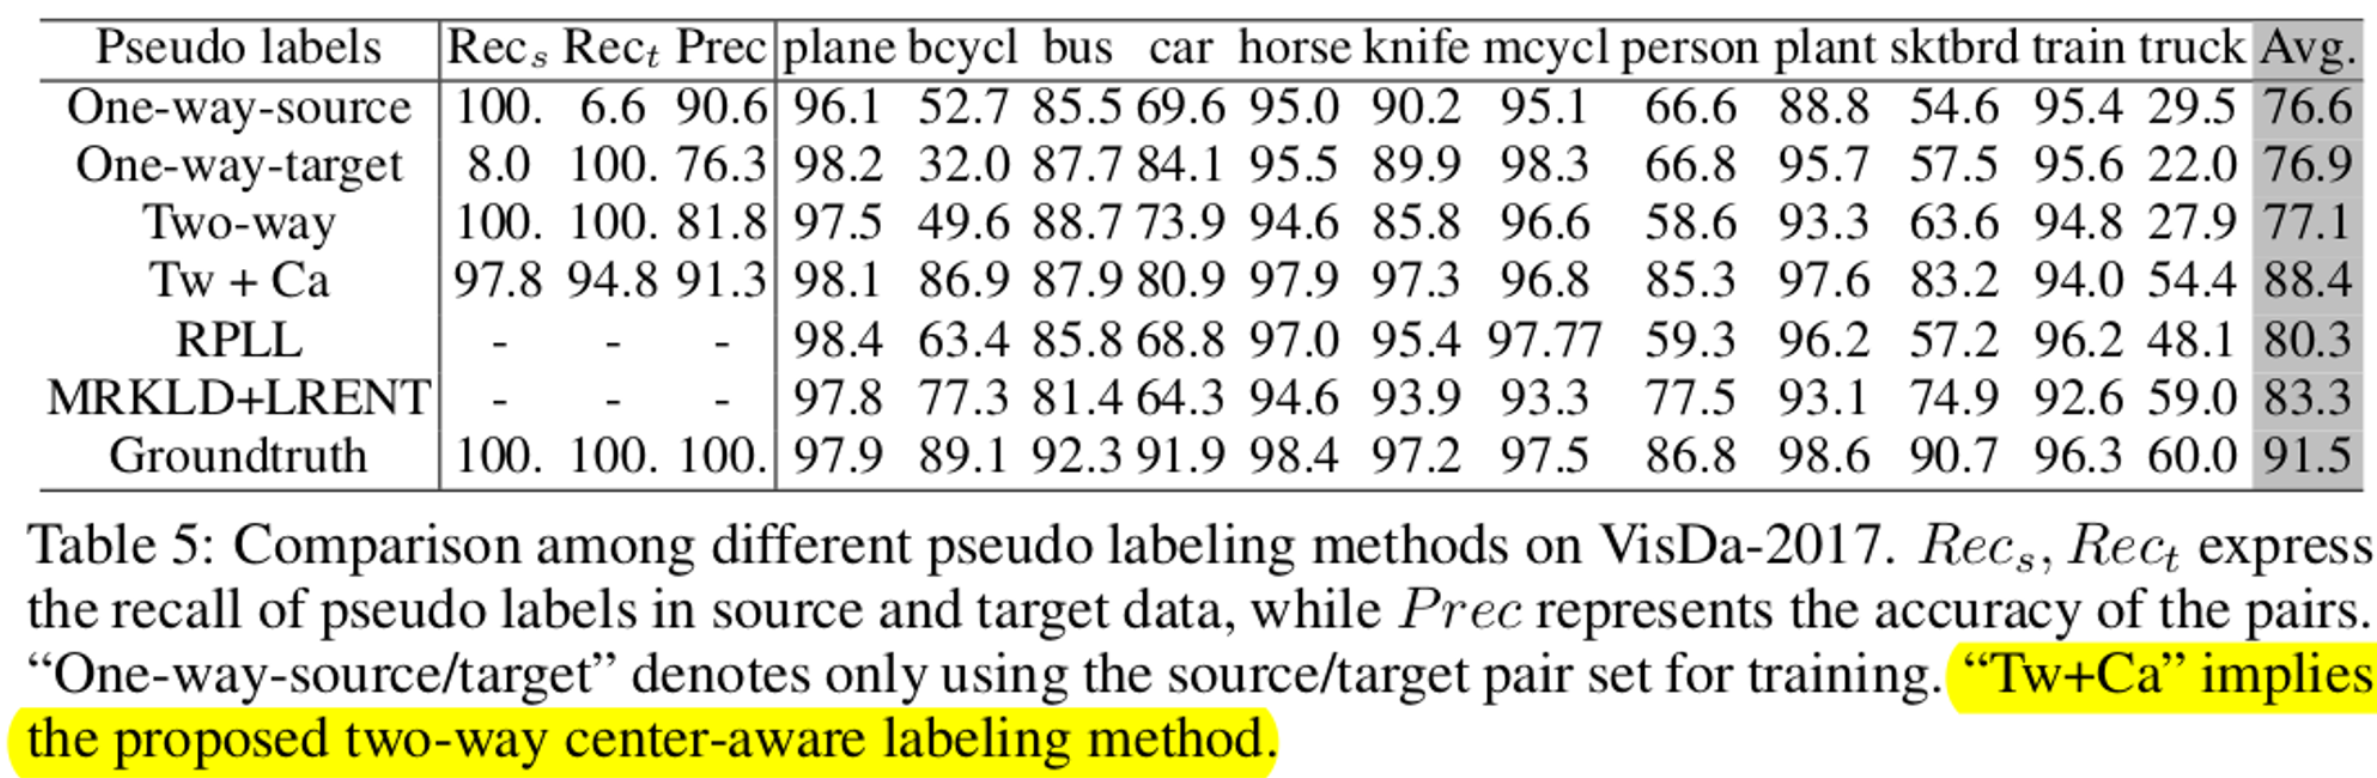 Pseudo labels Rec_s Rec_t Prec plane bcycl bus car horse knife mcycl person plant sktbrd train truck Avg.
One-way-source 100. 6.6 90.6 96.1 52.7 85.5 69.6 95.0 90.2 95.1 66.6 88.8 54.6 95.4 29.5 76.6
One-way-target 8.0 100. 76.3 98.2 32.0 87.7 84.1 95.5 89.9 98.3 66.8 95.7 57.5 95.6 22.0 76.9
Two-way 100. 100. 81.8 97.5 49.6 88.7 73.9 94.6 85.8 96.6 58.6 93.3 63.6 94.8 27.9 77.1
Tw + Ca 97.8 94.8 91.3 98.1 86.9 87.9 80.9 97.9 97.3 96.8 85.3 97.6 83.2 94.0 54.4 88.4
RPLL - - - 98.4 63.4 85.8 68.8 97.0 95.4 97.77 59.3 96.2 57.2 96.2 48.1 80.3
MRKLD+LRENT - - - 97.8 77.3 81.4 64.3 94.6 93.9 93.3 77.5 93.1 74.9 92.6 59.0 83.3
Groundtruth 100. 100. 100. 97.9 89.1 92.3 91.9 98.4 97.2 97.5 86.8 98.6 90.7 96.3 60.0 91.5
Table 5: Comparison among different pseudo labeling methods on VisDa-2017. Rec_s, Rec_t express
the recall of pseudo labels in source and target data, while Prec represents the accuracy of the pairs.
“One-way-source/target” denotes only using the source/target pair set for training. “Tw+Ca” implies
the proposed two-way center-aware labeling method.